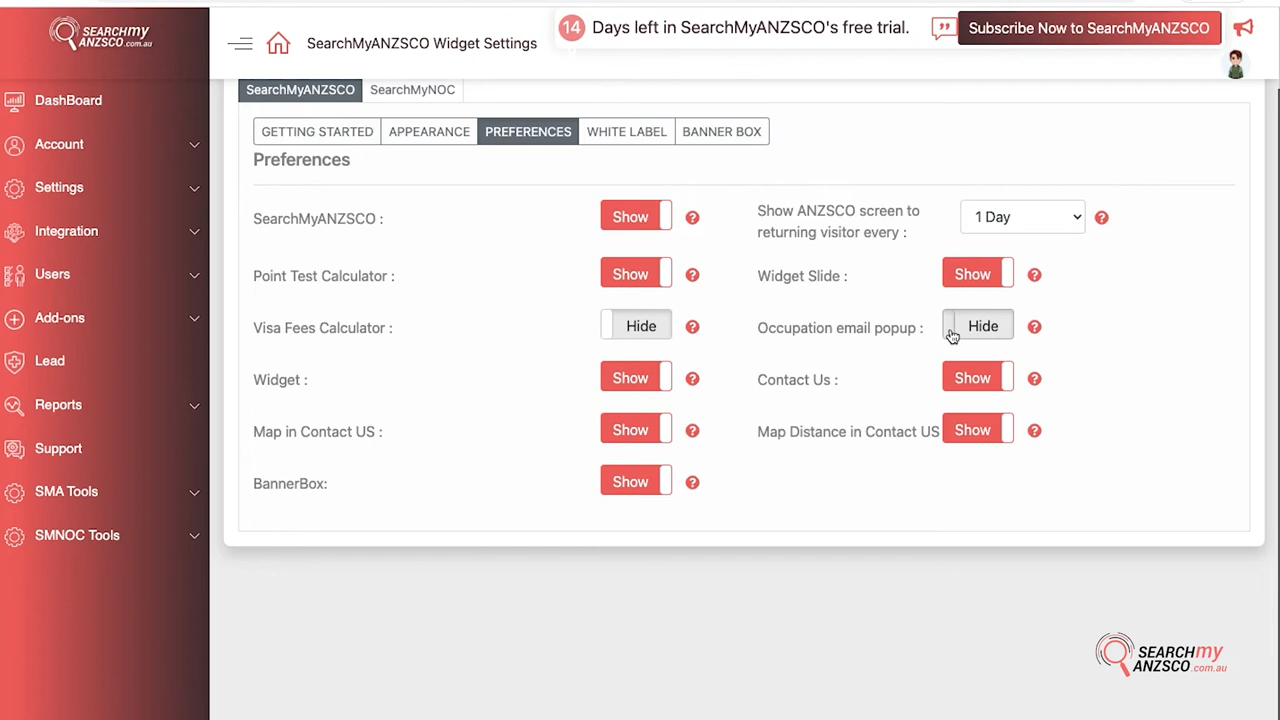 SEARCHmy
ANZSCO.com.au
SearchMyANZSCO Widget Settings
14 Days left in SearchMyANZSCO's free trial.
Subscribe Now to SearchMyANZSCO
DashBoard
Account
Settings
Integration
Users
Add-ons
Lead
Reports
Support
SMA Tools
SMNOC Tools
SearchMyANZSCO SearchMyNOC
GETTING STARTED APPEARANCE PREFERENCES WHITE LABEL BANNER BOX
Preferences
SearchMyANZSCO : Show ?
Show ANZSCO screen to
returning visitor every : 1 Day ?
Point Test Calculator : Show ? Widget Slide : Show ?
Visa Fees Calculator : Hide ? Occupation email popup : Hide ?
Widget : Show ? Contact Us : Show ?
Map in Contact US : Show ? Map Distance in Contact US Show ?
BannerBox: Show ?
SEARCHmy
ANZSCO.com.au